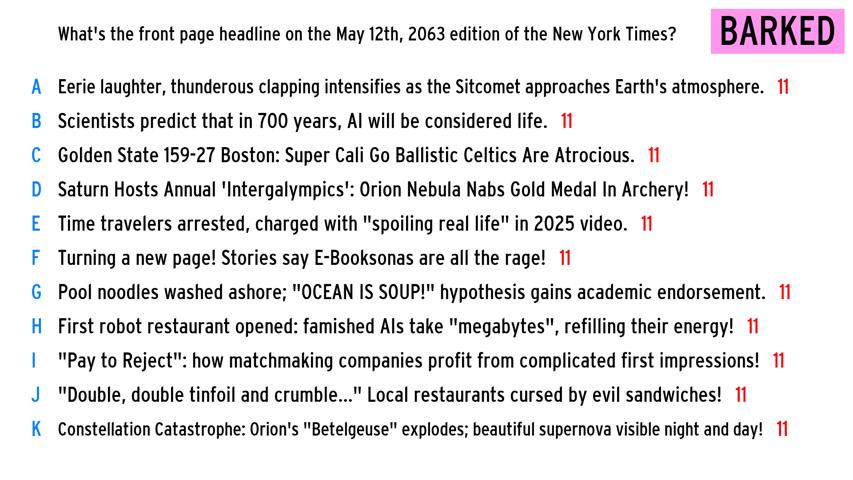 What's the front page headline on the May 12th, 2063 edition of the New York Times?
BARKED
A Eerie laughter, thunderous clapping intensifies as the Sitcomet approaches Earth's atmosphere. 11
B Scientists predict that in 700 years, AI will be considered life. 11
C Golden State 159-27 Boston: Super Cali Go Ballistic Celtics Are Atrocious. 11
D Saturn Hosts Annual 'Intergalympics': Orion Nebula Nabs Gold Medal In Archery! 11
E Time travelers arrested, charged with "spoiling real life" in 2025 video. 11
F Turning a new page! Stories say E-Booksonas are all the rage! 11
G Pool noodles washed ashore; "OCEAN IS SOUP!" hypothesis gains academic endorsement. 11
H First robot restaurant opened: famished AIs take "megabytes", refilling their energy! 11
I "Pay to Reject": how matchmaking companies profit from complicated first impressions! 11
J "Double, double tinfoil and crumble..." Local restaurants cursed by evil sandwiches! 11
K Constellation Catastrophe: Orion's "Betelgeuse" explodes; beautiful supernova visible night and day! 11